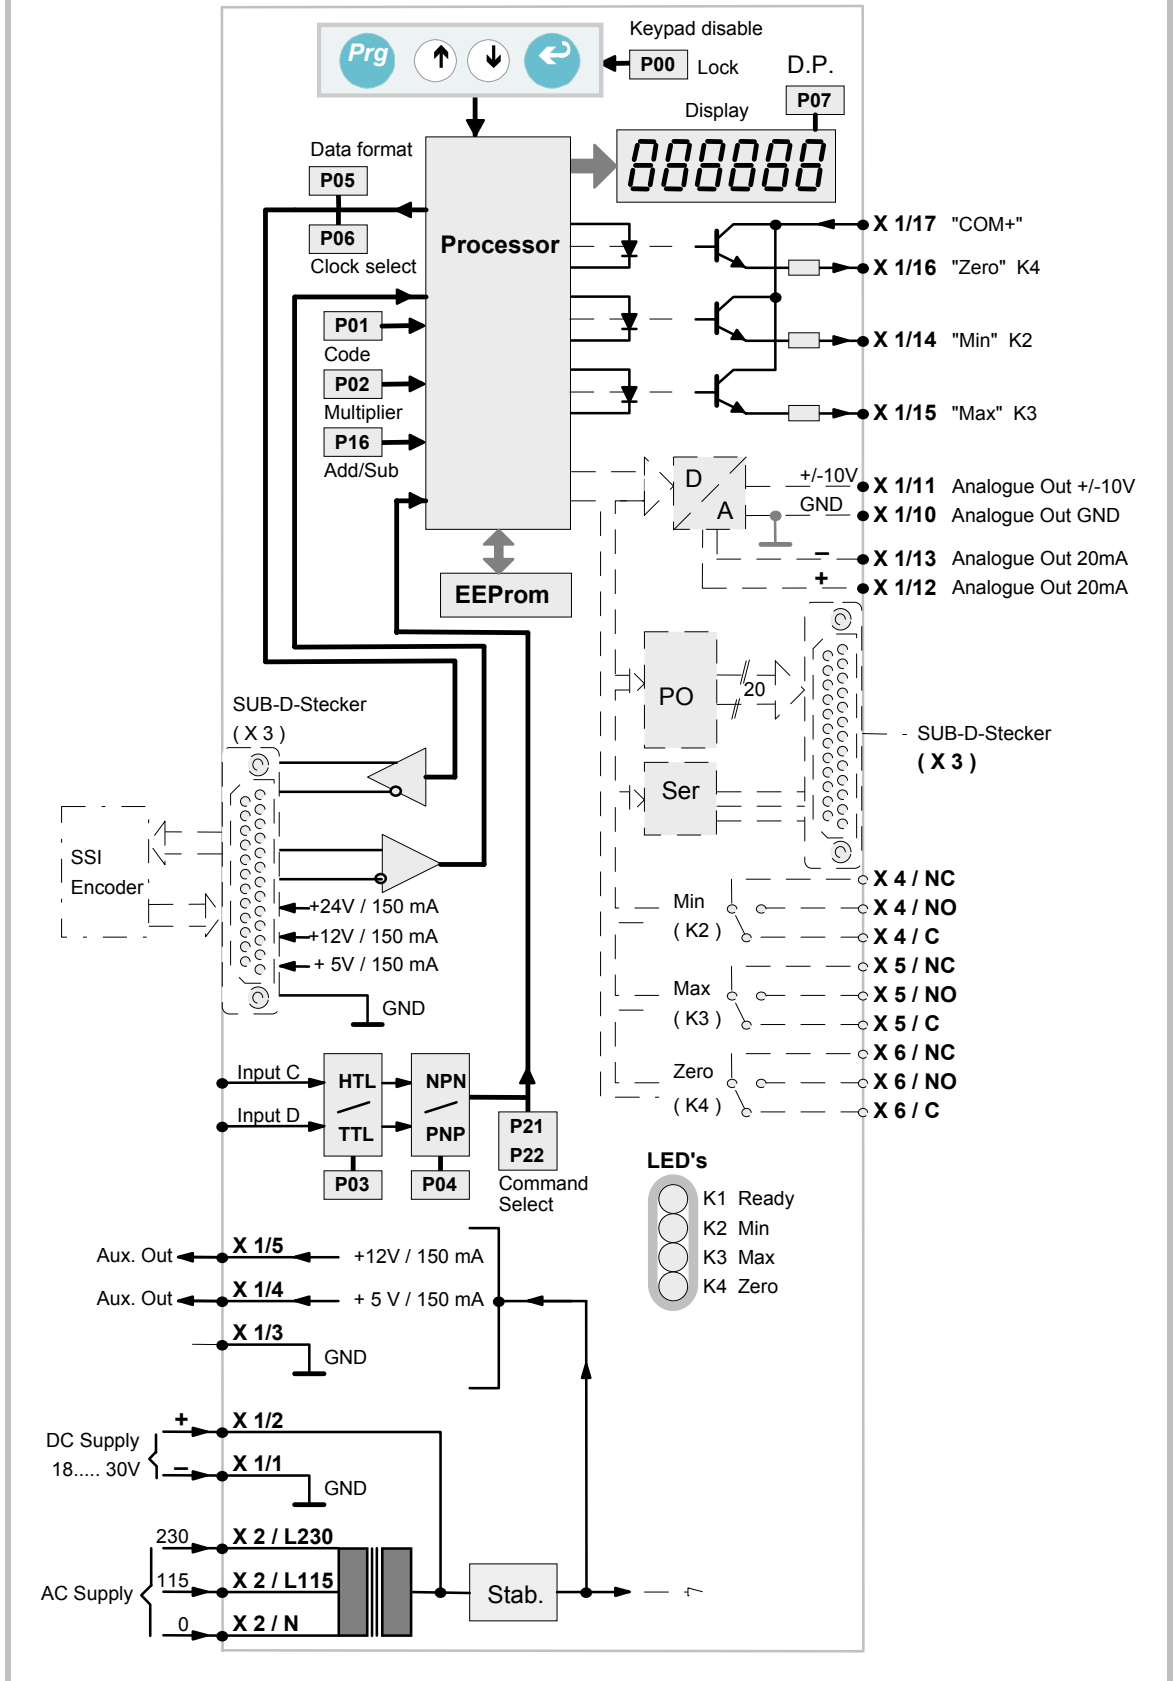 Keypad disable
Prg
P00 Lock
D.P.
P07
Display
888888
Data format
P05
P06
Clock select
Processor
X 1/17 "COM+"
X 1/16 "Zero" K4
P01
Code
X 1/14 "Min" K2
P02
Multiplier
X 1/15 "Max" K3
P16
Add/Sub
D
A
+/-10V
X 1/11 Analogue Out +/-10V
GND
X 1/10 Analogue Out GND
– X 1/13 Analogue Out 20mA
+ X 1/12 Analogue Out 20mA
EEProm
PO
20
SUB-D-Stecker
( X 3 )
SUB-D-Stecker
( X 3 )
Ser
SSI
Encoder
+24V / 150 mA
+12V / 150 mA
+ 5V / 150 mA
GND
Min
( K2 )
X 4 / NC
X 4 / NO
X 4 / C
Max
( K3 )
X 5 / NC
X 5 / NO
X 5 / C
Zero
( K4 )
X 6 / NC
X 6 / NO
X 6 / C
Input C
HTL
NPN
Input D
TTL
PNP
P21
P22
P03
P04
Command
Select
LED's
K1 Ready
K2 Min
K3 Max
K4 Zero
Aux. Out X 1/5 +12V / 150 mA
Aux. Out X 1/4 + 5 V / 150 mA
X 1/3
GND
DC Supply
18..... 30V
+ X 1/2
– X 1/1
GND
AC Supply
230 X 2 / L230
115 X 2 / L115
0 X 2 / N
Stab.